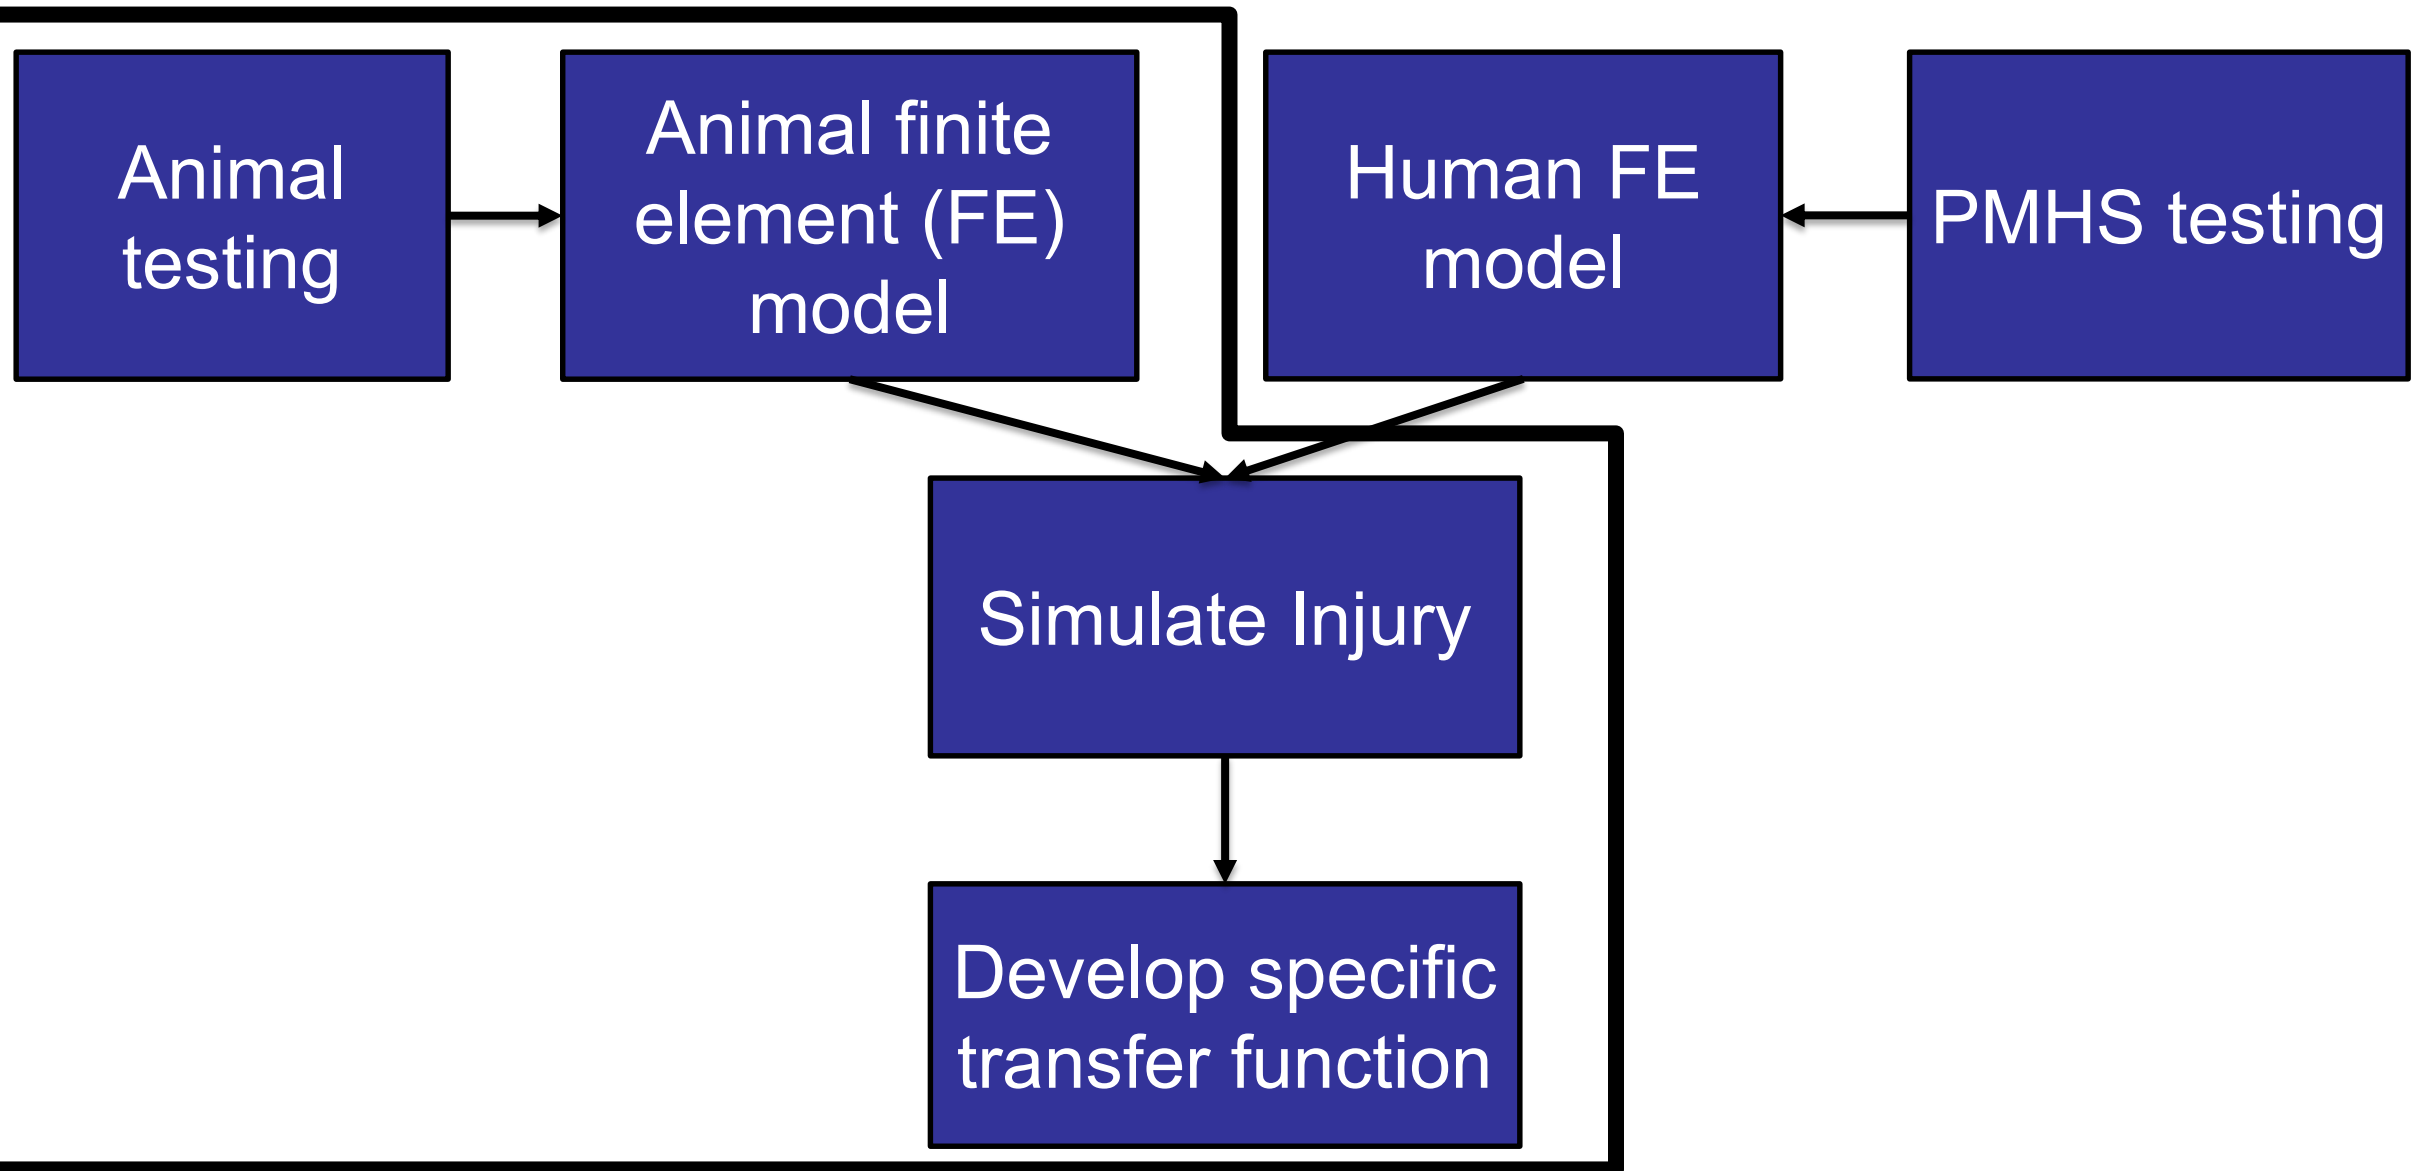 Animal
testing
Animal finite
element (FE)
model
Human FE
model
PMHS testing
Simulate Injury
Develop specific
transfer function